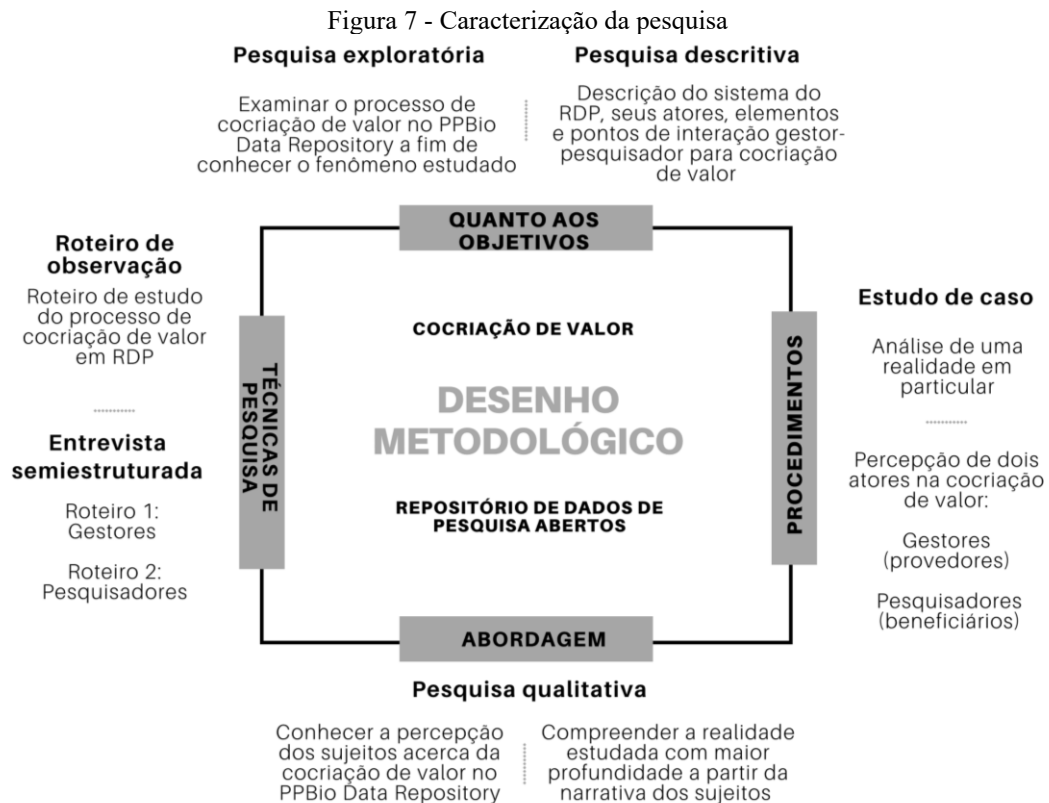 Figura 7 - Caracterização da pesquisa
Pesquisa exploratória
Examinar o processo de
cocriação de valor no PPBio
Data Repository a fim de
conhecer o fenômeno estudado
Pesquisa descritiva
Descrição do sistema do
RDP, seus atores, elementos
e pontos de interação gestor-
pesquisador para cocriação
de valor
QUANTO AOS
OBJETIVOS
Roteiro de
observação
Roteiro de estudo
do processo de
cocriação de valor
em RDP
Entrevista
semiestruturada
Roteiro 1:
Gestores
Roteiro 2:
Pesquisadores
TÉCNICAS DE
PESQUISA
COCRIAÇÃO DE VALOR
DESENHO
METODOLÓGICO
REPOSITÓRIO DE DADOS DE
PESQUISA ABERTOS
PROCEDIMENTOS
Estudo de caso
Análise de uma
realidade em
particular
Percepção de dois
atores na cocriação
de valor:
Gestores
(provedores)
Pesquisadores
(beneficiários)
ABORDAGEM
Pesquisa qualitativa
Conhecer a percepção
dos sujeitos acerca da
cocriação de valor no
PPBio Data Repository
Compreender a realidade
estudada com maior
profundidade a partir da
narrativa dos sujeitos